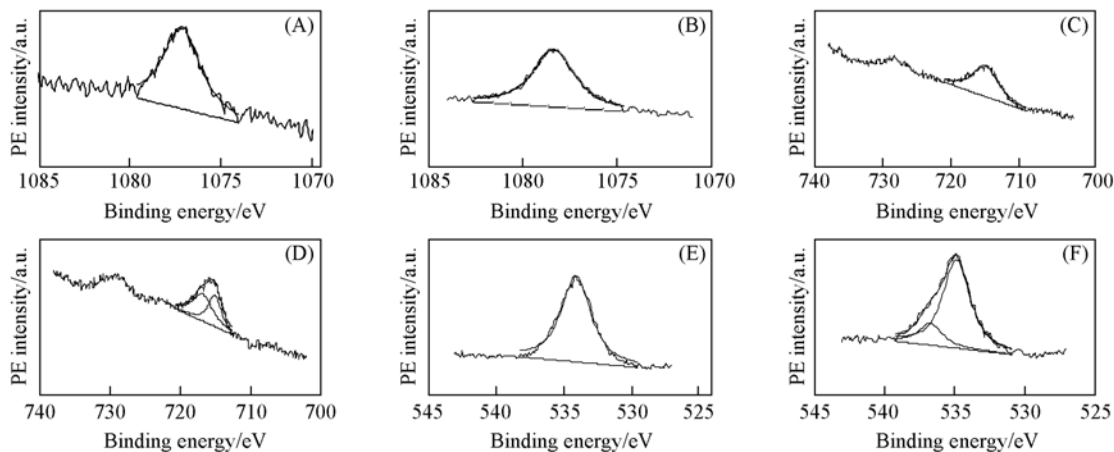 (A)
PE intensity/a.u.
1085 1080 1075 1070
Binding energy/eV
(B)
PE intensity/a.u.
1085 1080 1075 1070
Binding energy/eV
(C)
PE intensity/a.u.
740 730 720 710 700
Binding energy/eV
(D)
PE intensity/a.u.
740 730 720 710 700
Binding energy/eV
(E)
PE intensity/a.u.
545 540 535 530 525
Binding energy/eV
(F)
PE intensity/a.u.
545 540 535 530 525
Binding energy/eV